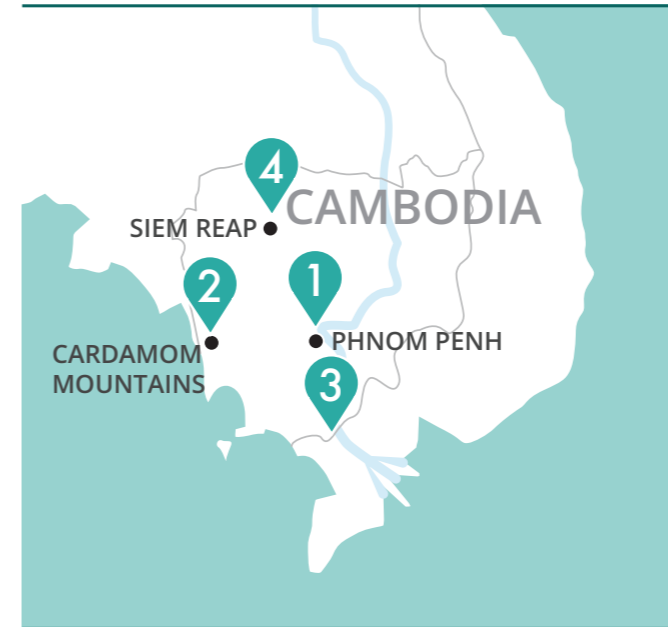 4
CAMBODIA
SIEM REAP
2
1
CARDAMOM
MOUNTAINS
PHNOM PENH
3